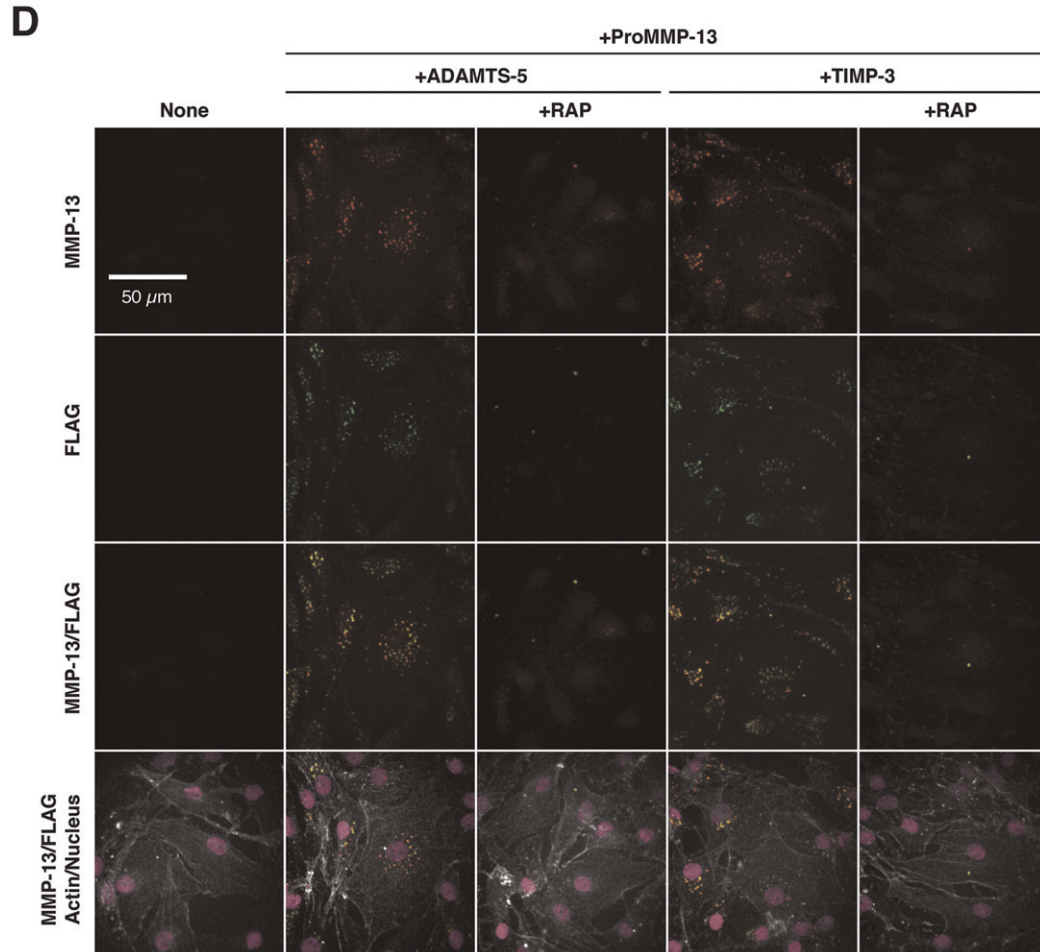 D
+ProMMP-13
+ADAMTS-5
+TIMP-3
None
+RAP
+RAP
MMP-13
50 µm
FLAG
MMP-13/FLAG
MMP-13/FLAG
Actin/Nucleus